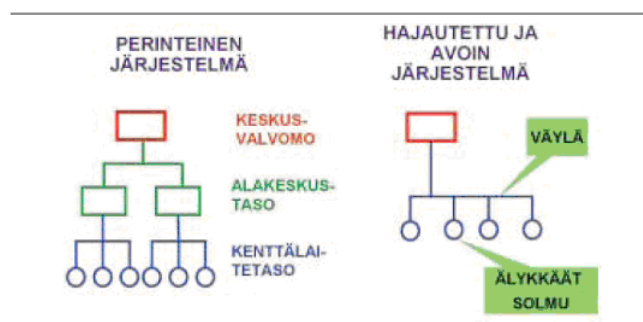 PERINTEINEN
JÄRJESTELMÄ
KESKUS-
VALVOMO
ALAKESKUS-
TASO
KENTTÄLAI-
TETASO
HAJAUTETTU JA
AVOIN
JÄRJESTELMÄ
VÄYLÄ
ÄLYKKÄÄT
SOLMU